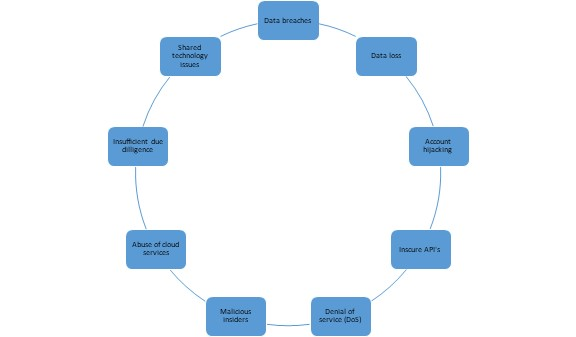 Data breaches
Data loss
Account
hijacking
Inscure API's
Denial of
service (DoS)
Malicious
insiders
Abuse of cloud
services
Insufficient due
dilligence
Shared
technology
issues